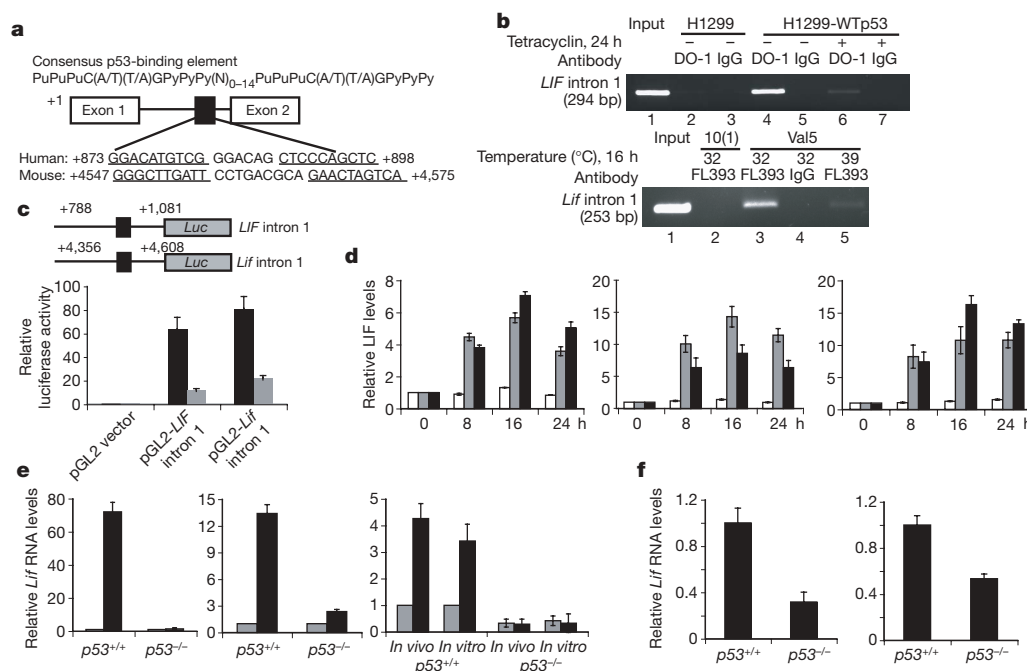 a
Consensus p53-binding element
PuPuPuC(A/T)(T/A)GPyPyPy(N)0–14PuPuPuC(A/T)(T/A)GPyPyPy
+1
Exon 1
Exon 2
Human: +873 GGACATGTCG GGACAG CTCCCAGCTC +898
Mouse: +4547 GGGCTTGATT CCTGACGCA GAACTAGTCA +4,575
b
Input
H1299
H1299-WTp53
Tetracyclin, 24 h – – – – + +
Antibody DO-1 IgG DO-1 IgG DO-1 IgG
LIF intron 1
(294 bp)
1 2 3 4 5 6 7
Input 10(1) Val5
Temperature (°C), 16 h 32 32 32 39
Antibody FL393 FL393 IgG FL393
Lif intron 1
(253 bp)
1 2 3 4 5
c
+788 +1,081
Luc LIF intron 1
+4,356 +4,608
Luc Lif intron 1
Relative
luciferase activity
100
80
60
40
20
0
pGL2 vector
pGL2-LIF
intron 1
pGL2-Lif
intron 1
d
Relative LIF levels
8
6
4
2
0
0 8 16 24 h
20
15
10
5
0
0 8 16 24 h
20
15
10
5
0
0 8 16 24 h
e
Relative Lif RNA levels
80
60
40
20
0
p53+/+ p53–/–
15
12
9
6
3
0
p53+/+ p53–/–
5
4
3
2
1
0
In vivo In vitro In vivo In vitro
p53+/+ p53–/–
f
Relative Lif RNA levels
1.2
0.8
0.4
0
p53+/+ p53–/–
1.2
0.8
0.4
0
p53+/+ p53–/–